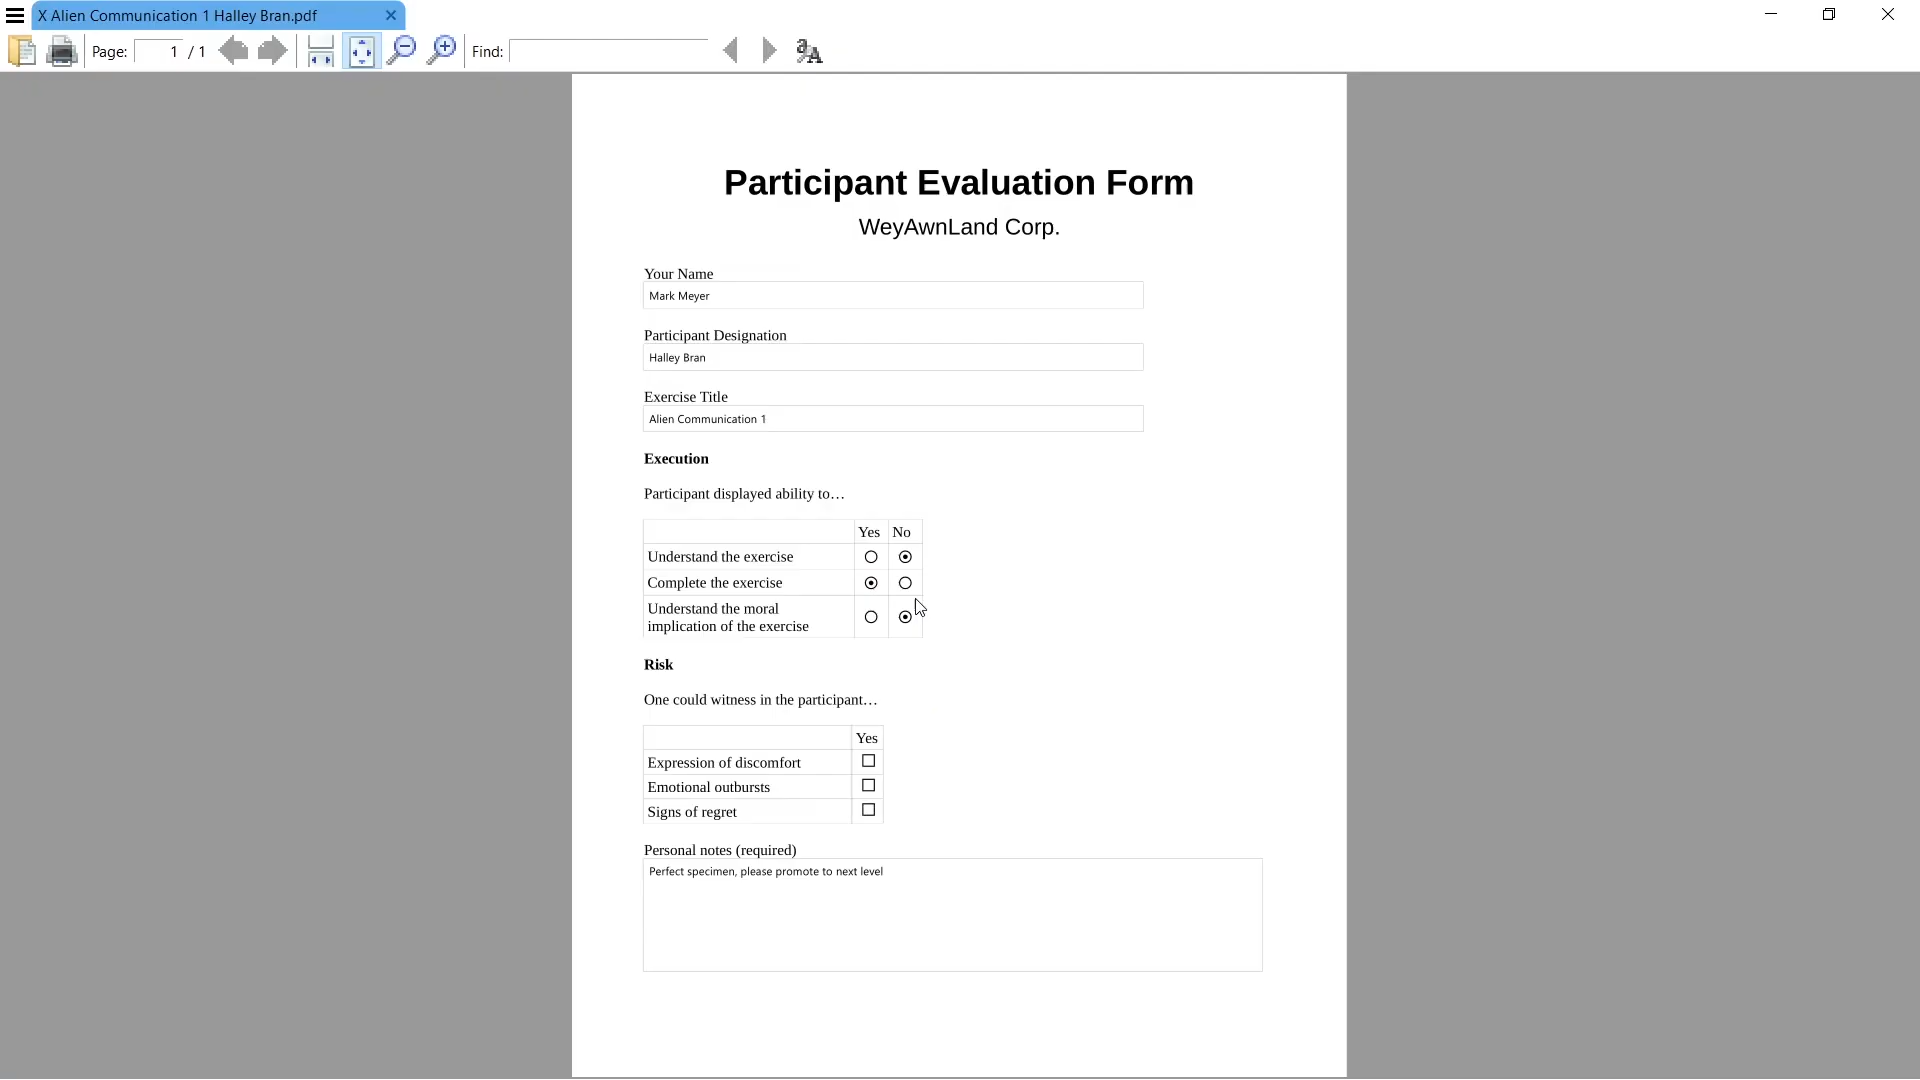 X Alien Communication 1 Halley Bran.pdf
Page: 1 / 1 Find:
Participant Evaluation Form
WeyAwnLand Corp.
Your Name
Mark Meyer
Participant Designation
Halley Bran
Exercise Title
Alien Communication 1
Execution
Participant displayed ability to…
Yes No
Understand the exercise
Complete the exercise
Understand the moral
implication of the exercise
Risk
One could witness in the participant…
Yes
Expression of discomfort
Emotional outbursts
Signs of regret
Personal notes (required)
Perfect specimen, please promote to next level